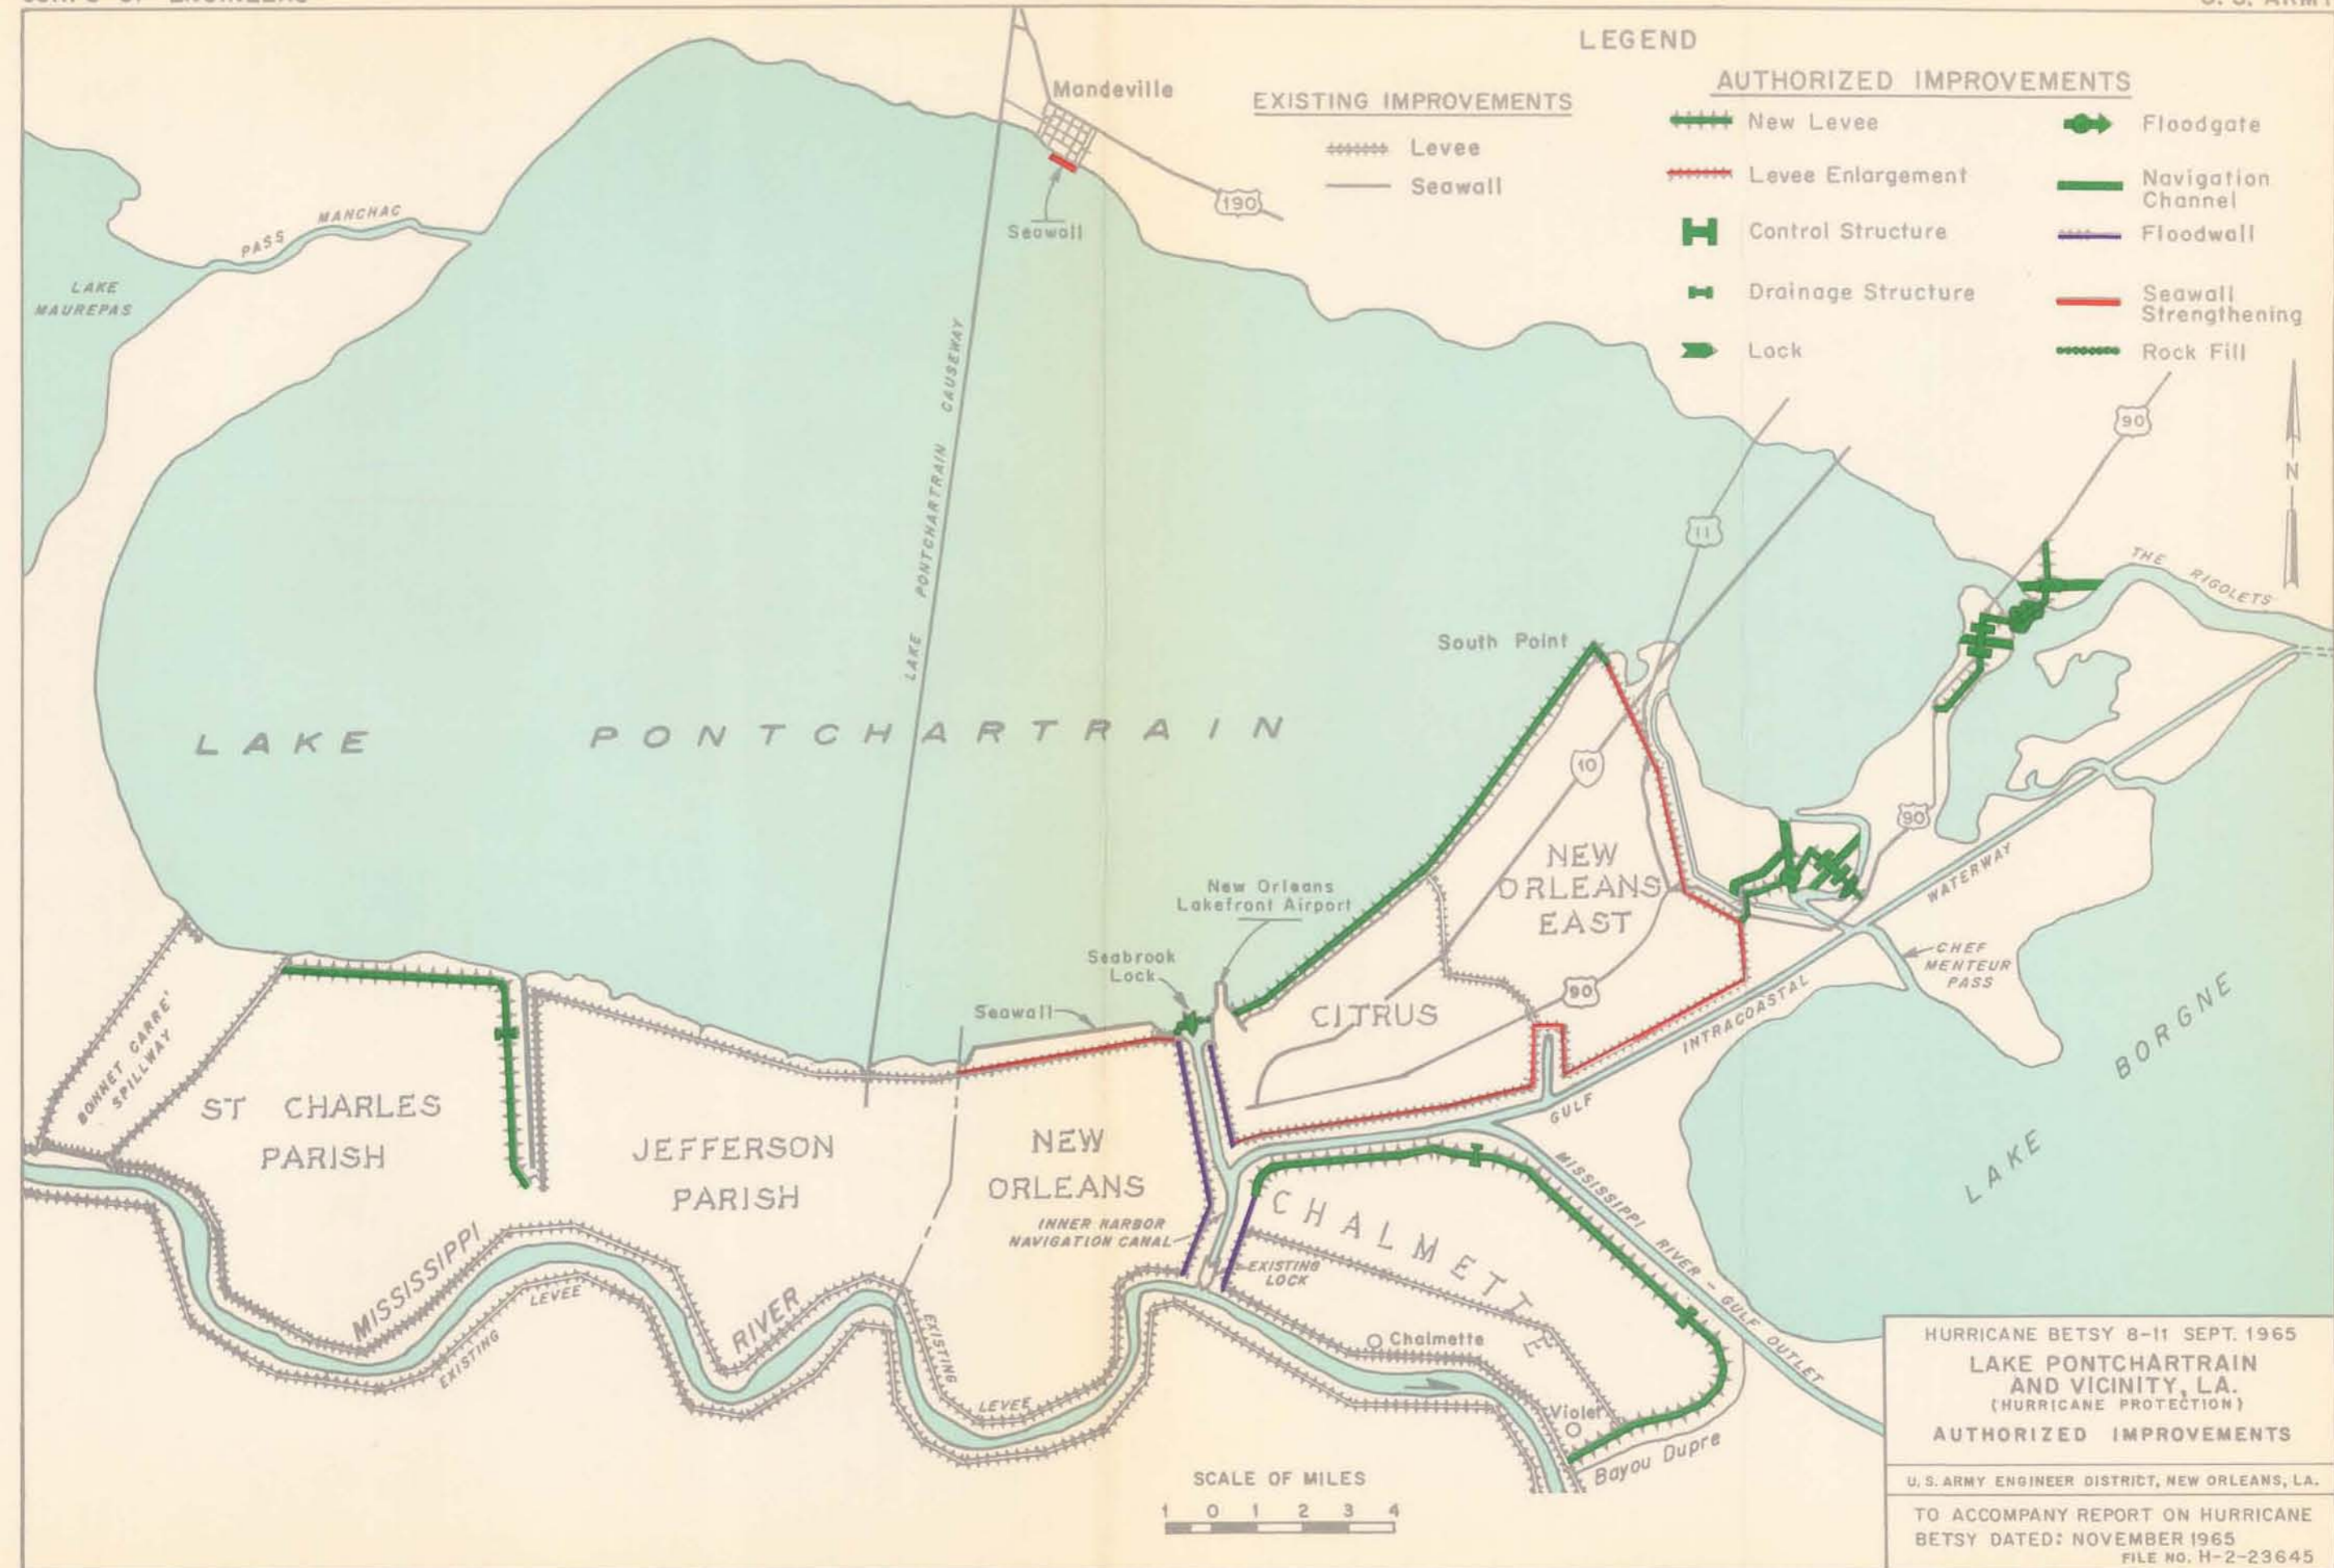 CORPS OF ENGINEERS
U. S. ARMY
LEGEND
EXISTING IMPROVEMENTS
Levee
Seawall
AUTHORIZED IMPROVEMENTS
New Levee
Levee Enlargement
Control Structure
Drainage Structure
Lock
Floodgate
Navigation
Channel
Floodwall
Seawall
Strengthening
Rock Fill
Mandeville
190
Seawall
PASS MANCHAC
LAKE
MAUREPAS
LAKE PONTCHARTRAIN CAUSEWAY
90
N
11
THE RIGOLETS
South Point
LAKE PONTCHARTRAIN
10
90
NEW
ORLEANS
EAST
New Orleans
Lakefront Airport
Seabrook
Lock
Seawall
CITRUS
90
GULF INTRACOASTAL WATERWAY
CHEF
MENTEUR
PASS
LAKE BORGNE
BONNET CARRE'
SPILLWAY
ST CHARLES
PARISH
JEFFERSON
PARISH
NEW
ORLEANS
INNER HARBOR
NAVIGATION CANAL
EXISTING
LOCK
CHALMETTE
MISSISSIPPI RIVER - GULF OUTLET
MISSISSIPPI RIVER
EXISTING LEVEE
EXISTING LEVEE
Chalmette
Violet
Bayou Dupre
SCALE OF MILES
1 0 1 2 3 4
HURRICANE BETSY 8-11 SEPT. 1965
LAKE PONTCHARTRAIN
AND VICINITY, LA.
(HURRICANE PROTECTION)
AUTHORIZED IMPROVEMENTS
U.S. ARMY ENGINEER DISTRICT, NEW ORLEANS, LA.
TO ACCOMPANY REPORT ON HURRICANE
BETSY DATED: NOVEMBER 1965
FILE NO. H-2-23645